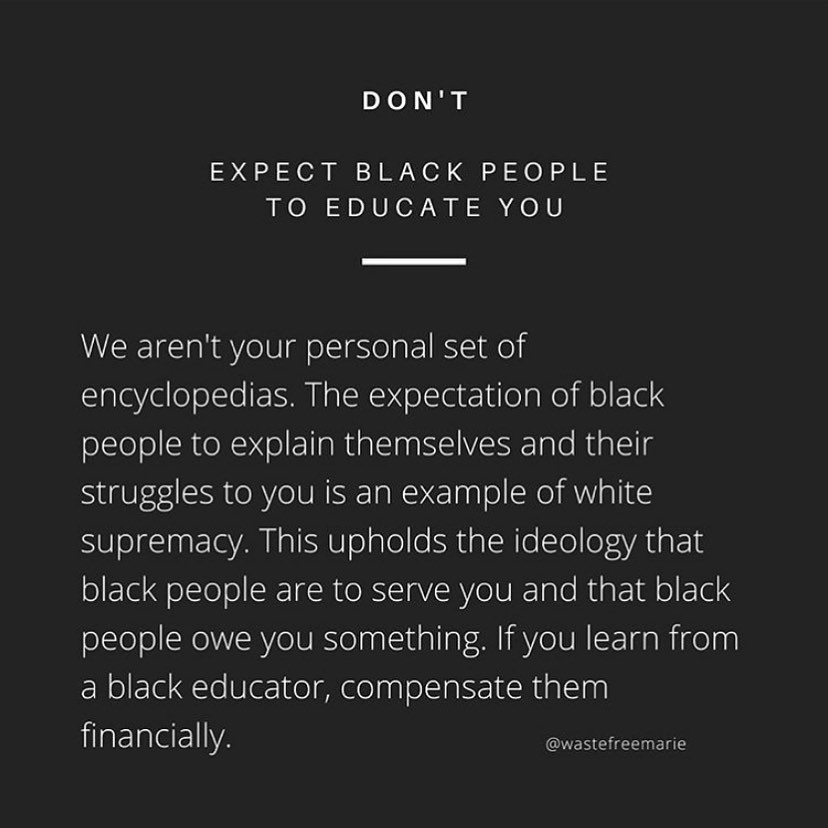 DON'T
EXPECT BLACK PEOPLE
TO EDUCATE YOU
We aren't your personal set of
encyclopedias. The expectation of black
people to explain themselves and their
struggles to you is an example of white
supremacy. This upholds the ideology that
black people are to serve you and that black
people owe you something. If you learn from
a black educator, compensate them
financially.
@wastefreemarie